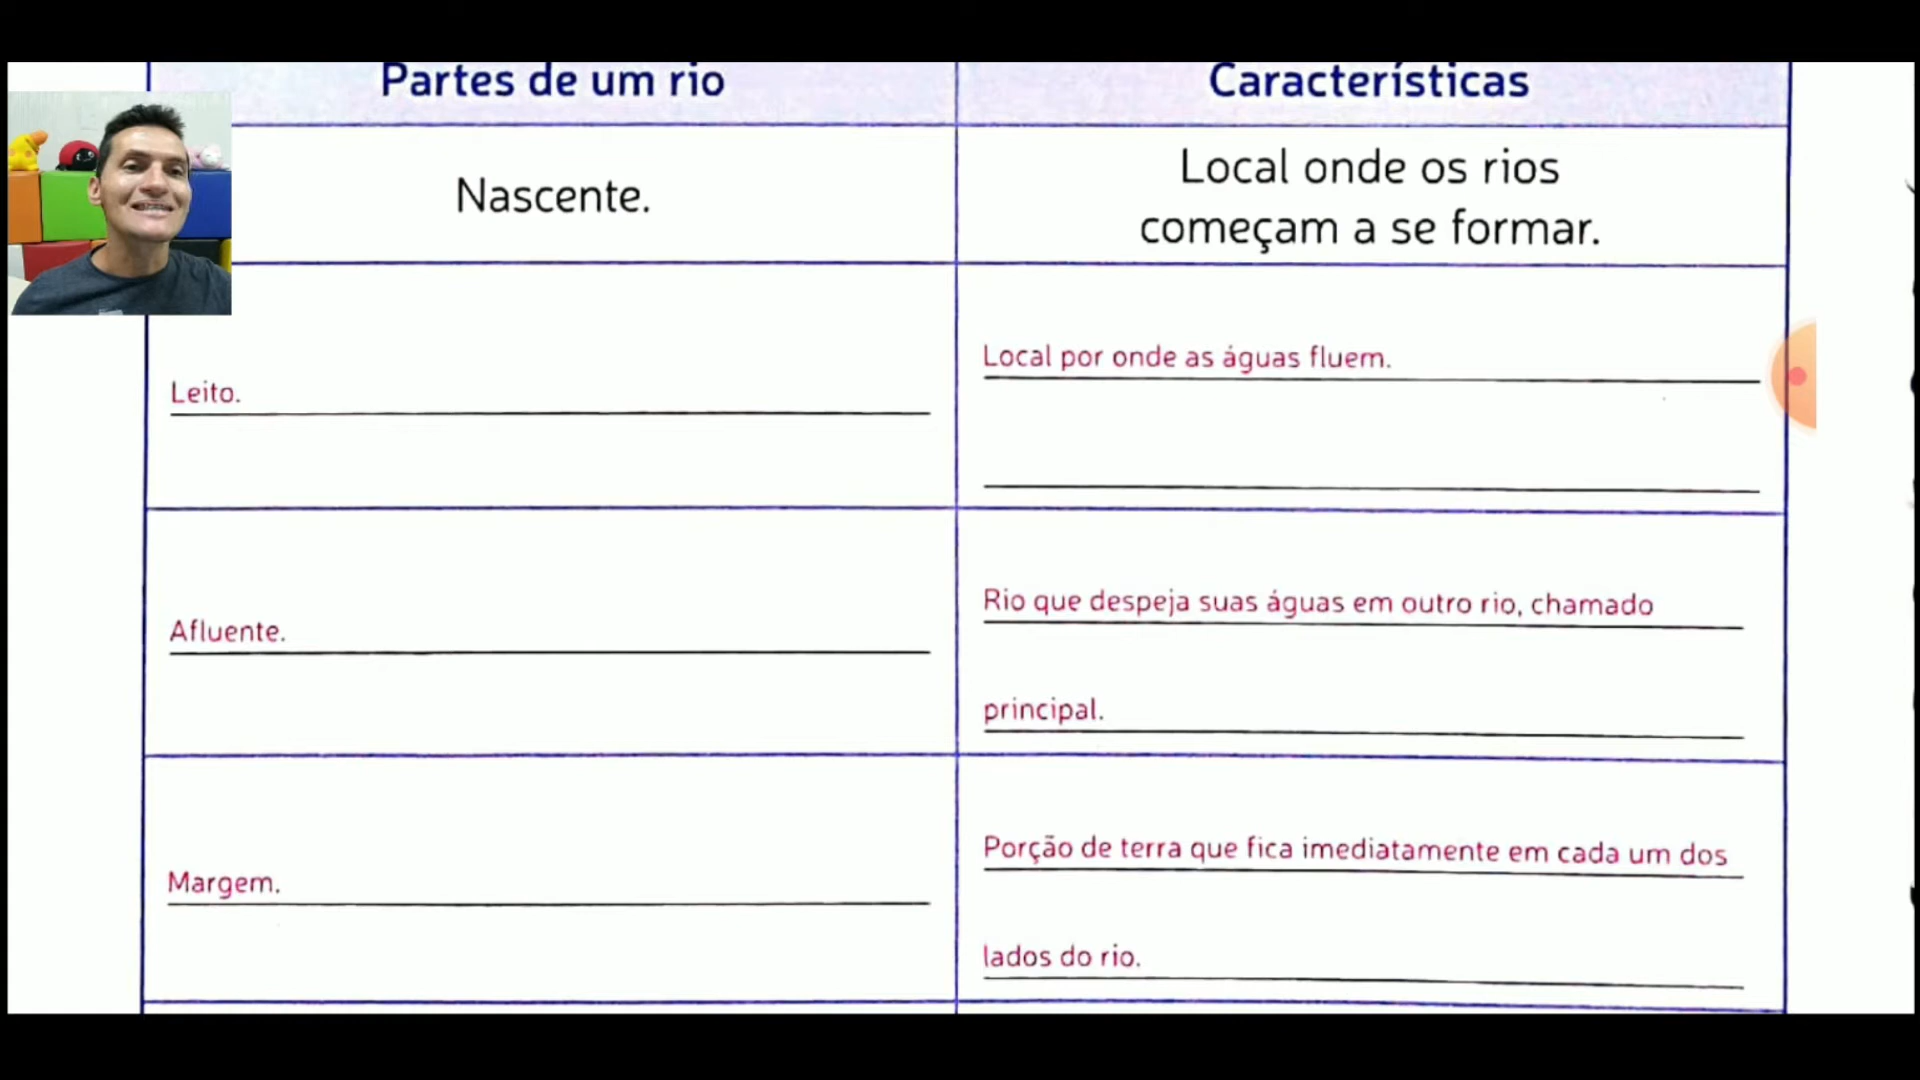 Partes de um rio
Características
Nascente.
Local onde os rios
começam a se formar.
Leito.
Local por onde as águas fluem.
Afluente.
Rio que despeja suas águas em outro rio, chamado
principal.
Margem.
Porção de terra que fica imediatamente em cada um dos
lados do rio.